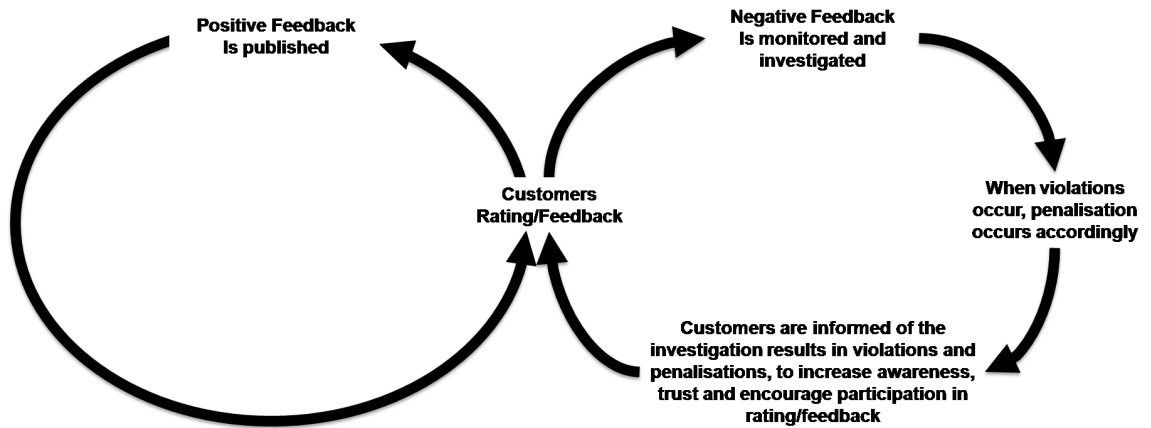 Positive Feedback
Is published
Negative Feedback
Is monitored and
investigated
Customers
Rating/Feedback
When violations
occur, penalisation
occurs accordingly
Customers are informed of the
investigation results in violations and
penalisations, to increase awareness,
trust and encourage participation in
rating/feedback